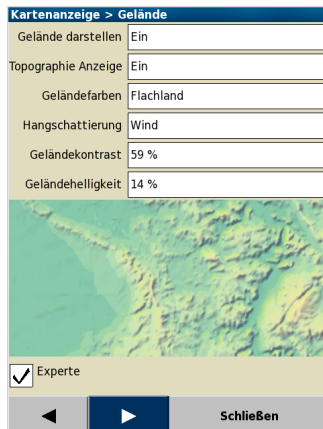 Kartenanzeige > Gelände
Gelände darstellen Ein
Topographie Anzeige Ein
Geländefarben Flachland
Hangschattierung Wind
Geländekontrast 59 %
Geländehelligkeit 14 %
Experte
Schließen